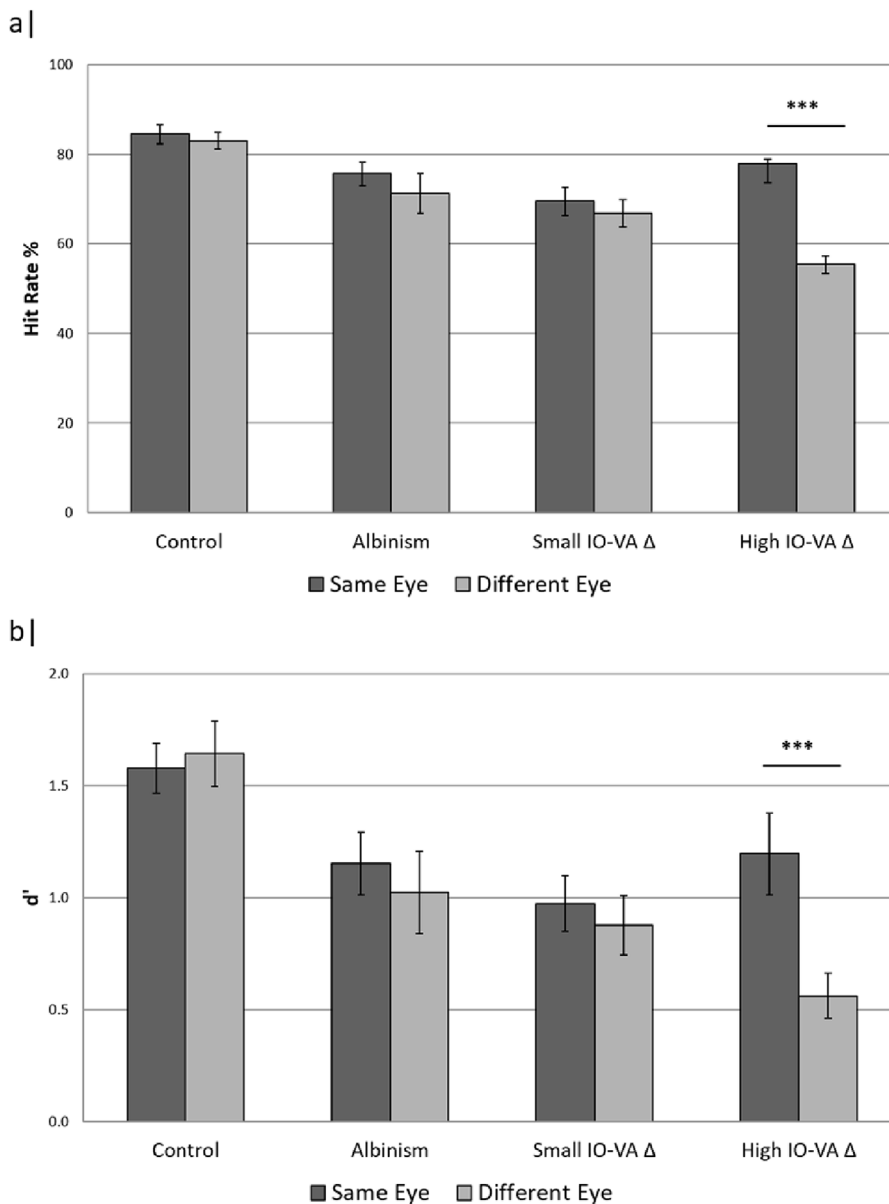 a|
100
***
80
60
Hit Rate %
40
20
0
Control Albinism Small IO-VA Δ High IO-VA Δ
Same Eye Different Eye
b|
2.0
***
1.5
d'
1.0
0.5
0.0
Control Albinism Small IO-VA Δ High IO-VA Δ
Same Eye Different Eye